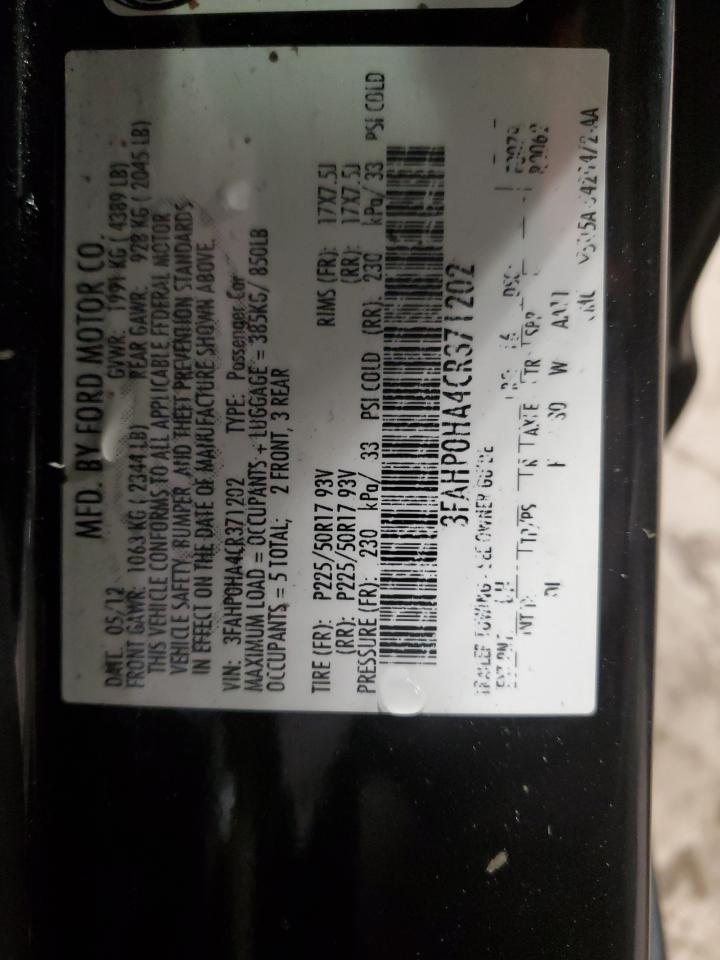 MFD. BY FORD MOTOR CO.
DATE: 05/12 GVWR: 1991 KG ( 4389 LB)
FRONT GAWR: 1063 KG ( 2344 LB) REAR GAWR: 928 KG ( 2045 LB)
THIS VEHICLE CONFORMS TO ALL APPLICABLE FEDERAL MOTOR
VEHICLE SAFETY, BUMPER, AND THEFT PREVENTION STANDARDS
IN EFFECT ON THE DATE OF MANUFACTURE SHOWN ABOVE.
VIN: 3FAHP0HA4CR371202 TYPE: Passenger Car
MAXIMUM LOAD = OCCUPANTS + LUGGAGE = 385KG/ 850LB
OCCUPANTS = 5 TOTAL; 2 FRONT, 3 REAR
TIRE (FR): P225/50R17 93V RIMS (FR): 17X7.5J
(RR): P225/50R17 93V (RR): 17X7.5J
PRESSURE (FR): 230 kPa/ 33 PSI COLD (RR): 230 kPa/ 33 PSI COLD
3FAHP0HA4CR371202
TRAILER TOWING - SEE OWNER GUIDE
W